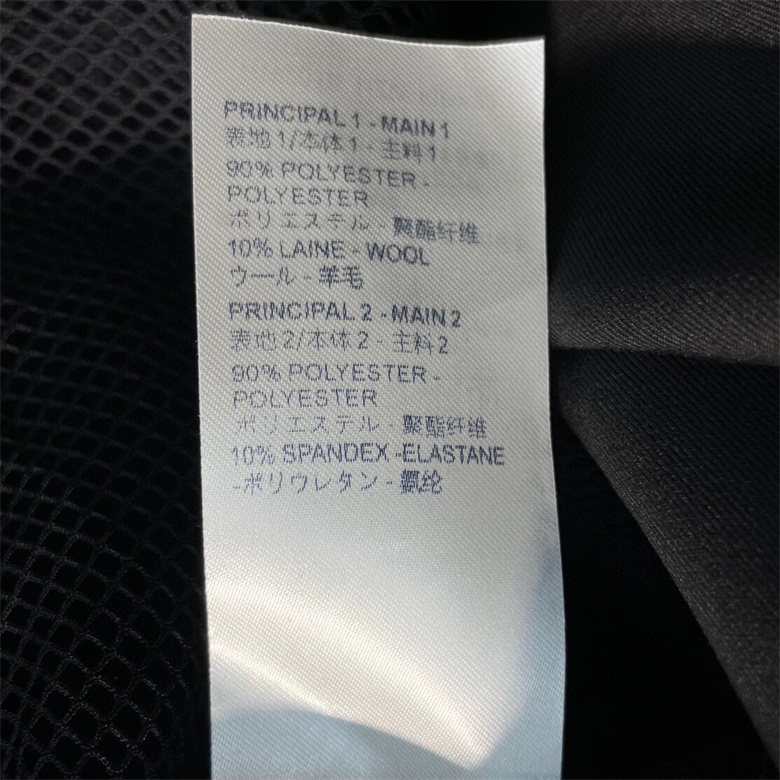 PRINCIPAL 1 - MAIN 1
表地 1/本体 1 - 主料 1
90% POLYESTER -
POLYESTER
ポリエステル - 聚酯纤维
10% LAINE - WOOL
ウール - 羊毛
PRINCIPAL 2 - MAIN 2
表地 2/本体 2 - 主料 2
90% POLYESTER -
POLYESTER
ポリエステル - 聚酯纤维
10% SPANDEX -ELASTANE
-ポリウレタン - 氨纶